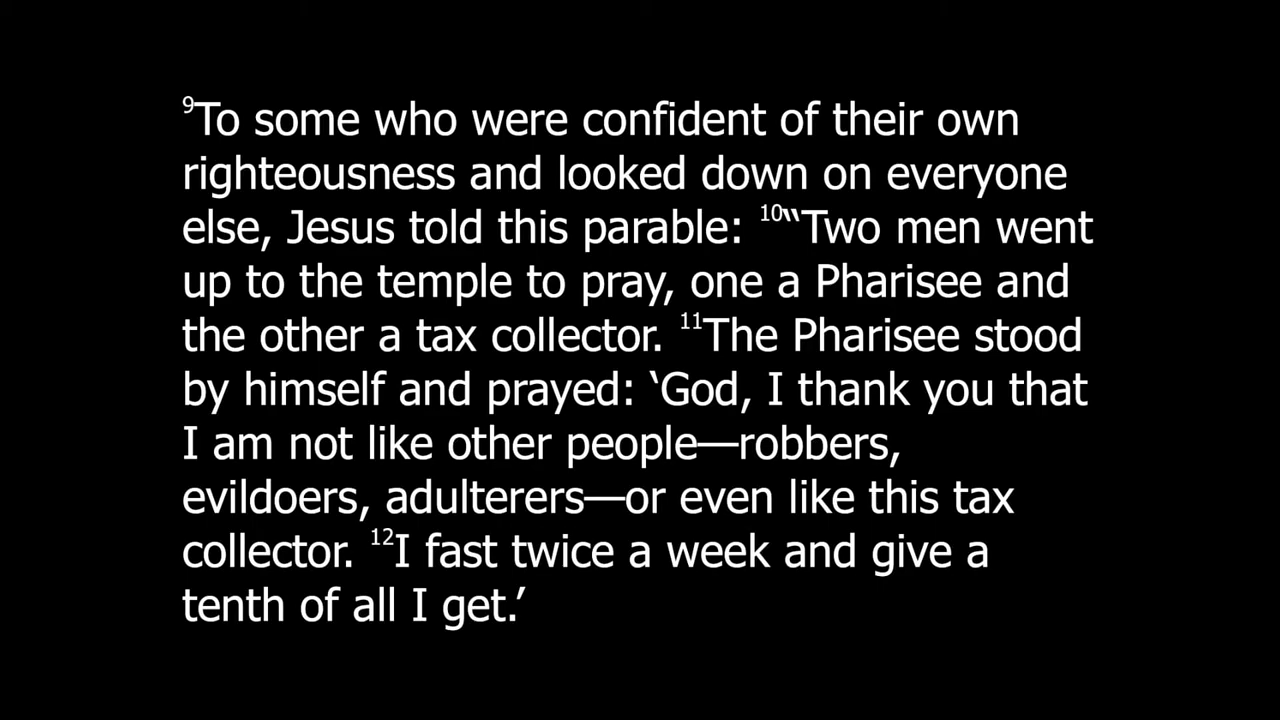 ⁹To some who were confident of their own
righteousness and looked down on everyone
else, Jesus told this parable: ¹⁰“Two men went
up to the temple to pray, one a Pharisee and
the other a tax collector. ¹¹The Pharisee stood
by himself and prayed: ‘God, I thank you that
I am not like other people—robbers,
evildoers, adulterers—or even like this tax
collector. ¹²I fast twice a week and give a
tenth of all I get.’